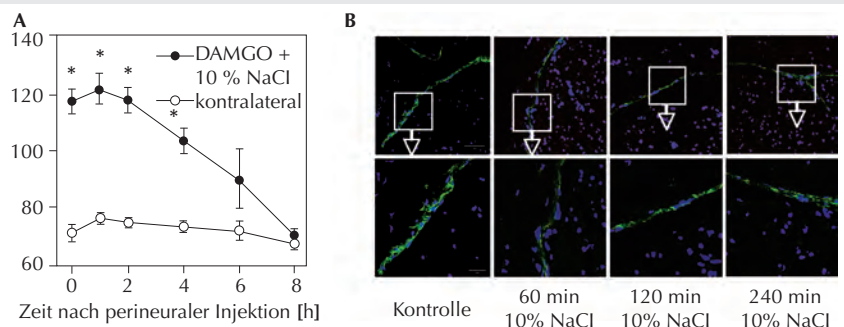 A
140
120
100
80
60
*
*
*
*
DAMGO +
10 % NaCl
kontralateral
0
2
4
6
8
Zeit nach perineuraler Injektion [h]
B
Kontrolle
60 min
10% NaCl
120 min
10% NaCl
240 min
10% NaCl